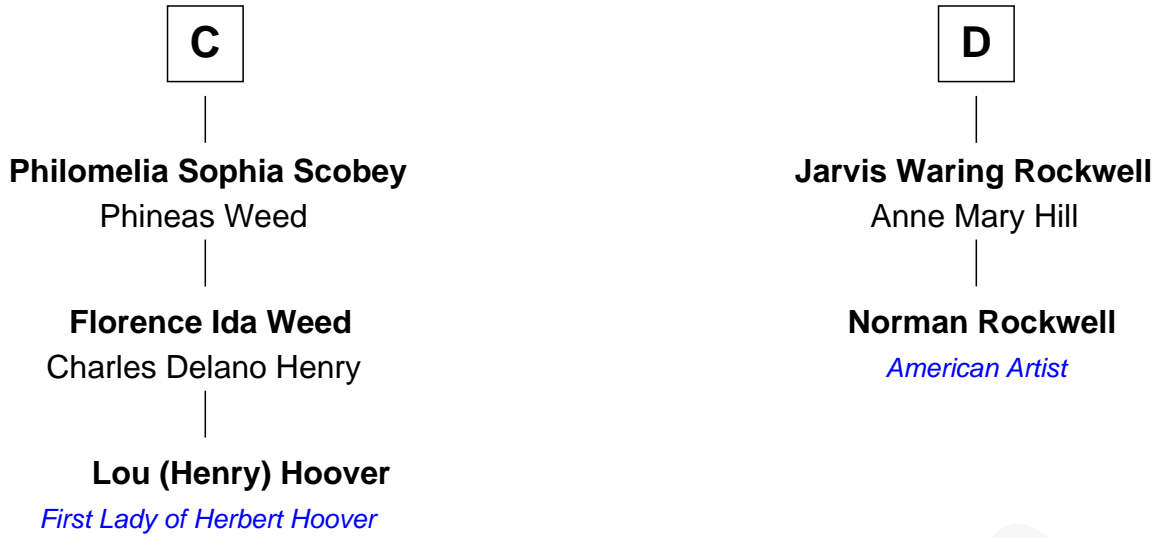 C
Philomelia Sophia Scobey
Phineas Weed
Florence Ida Weed
Charles Delano Henry
Lou (Henry) Hoover
First Lady of Herbert Hoover
D
Jarvis Waring Rockwell
Anne Mary Hill
Norman Rockwell
American Artist